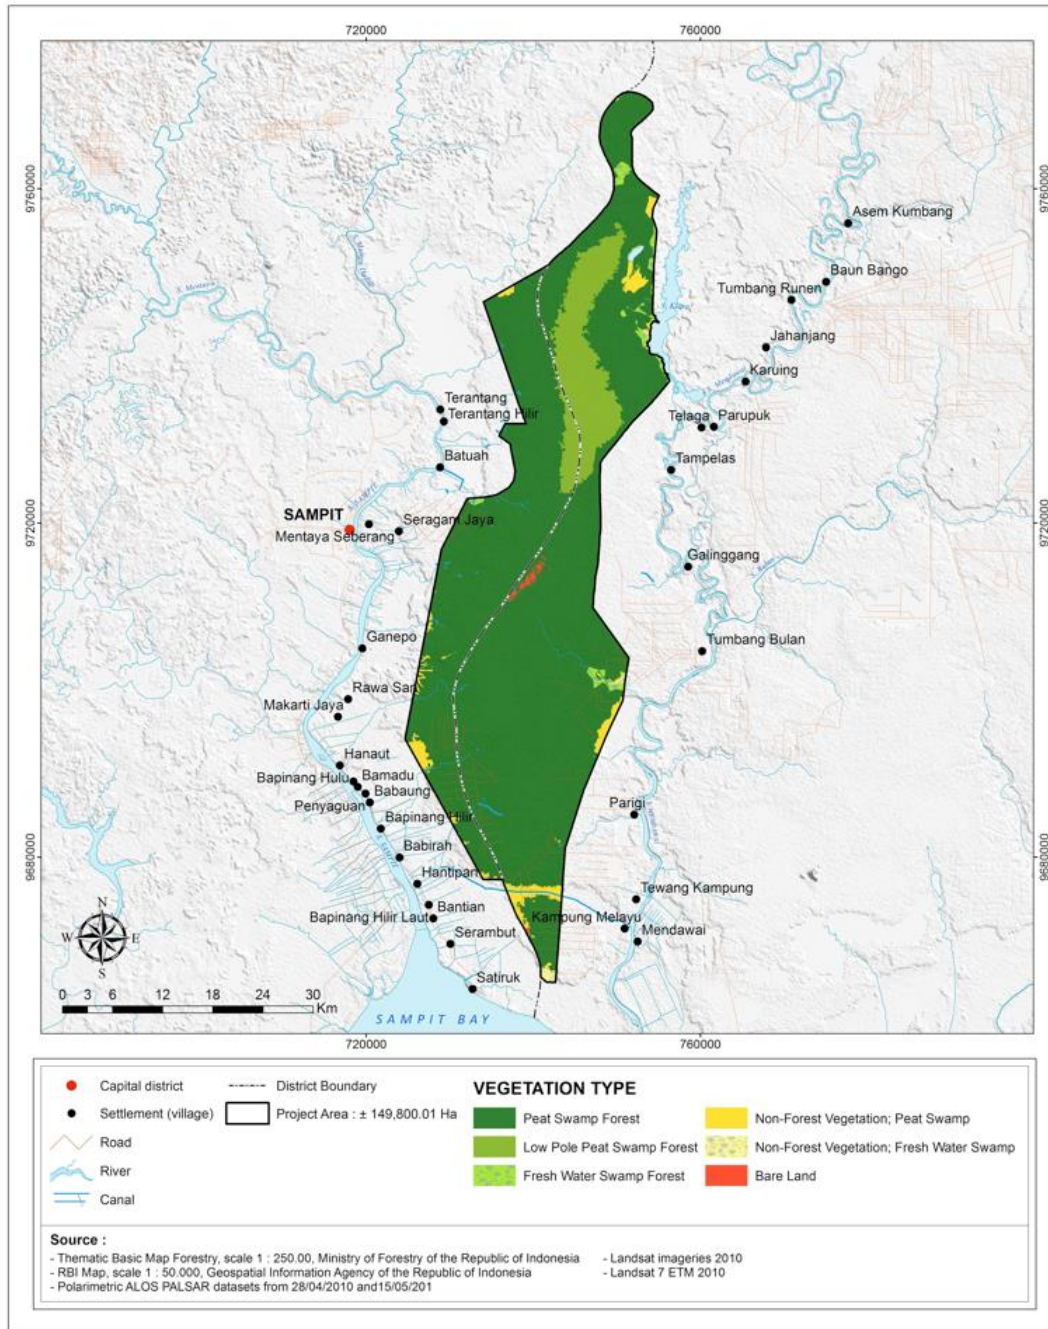 720000
760000
9760000
9760000
Asem Kumbang
Baun Bango
Tumbang Runen
S. Mentaya
Jahanjang
Karuing
Terantang
Terantang Hilir
Telaga
Parupuk
Batuah
Tampelas
SAMPIT
S. SAMPIT
9720000
9720000
Seragam Jaya
Mentaya Seberang
Galinggang
Ganepo
Tumbang Bulan
Rawa Sari
Makarti Jaya
Hanaut
Bapinang Hulu
Bamadu
Babaung
Penyaguan
Parigi
Bapinang Hilir
Babirah
9680000
9680000
Hantipan
Tewang Kampung
Bantian
Bapinang Hilir Laut
Kampung Melayu
Serambut
Mendawai
N
W
E
S
Satiruk
0 3 6 12 18 24 30
Km
SAMPIT BAY
720000
760000
Capital district
Settlement (village)
Road
River
Canal
District Boundary
Project Area : ± 149,800.01 Ha
VEGETATION TYPE
Peat Swamp Forest
Low Pole Peat Swamp Forest
Fresh Water Swamp Forest
Non-Forest Vegetation; Peat Swamp
Non-Forest Vegetation; Fresh Water Swamp
Bare Land
Source :
- Thematic Basic Map Forestry, scale 1 : 250.00, Ministry of Forestry of the Republic of Indonesia
- RBI Map, scale 1 : 50.000, Geospatial Information Agency of the Republic of Indonesia
- Polarimetric ALOS PALSAR datasets from 28/04/2010 and15/05/201
- Landsat imageries 2010
- Landsat 7 ETM 2010